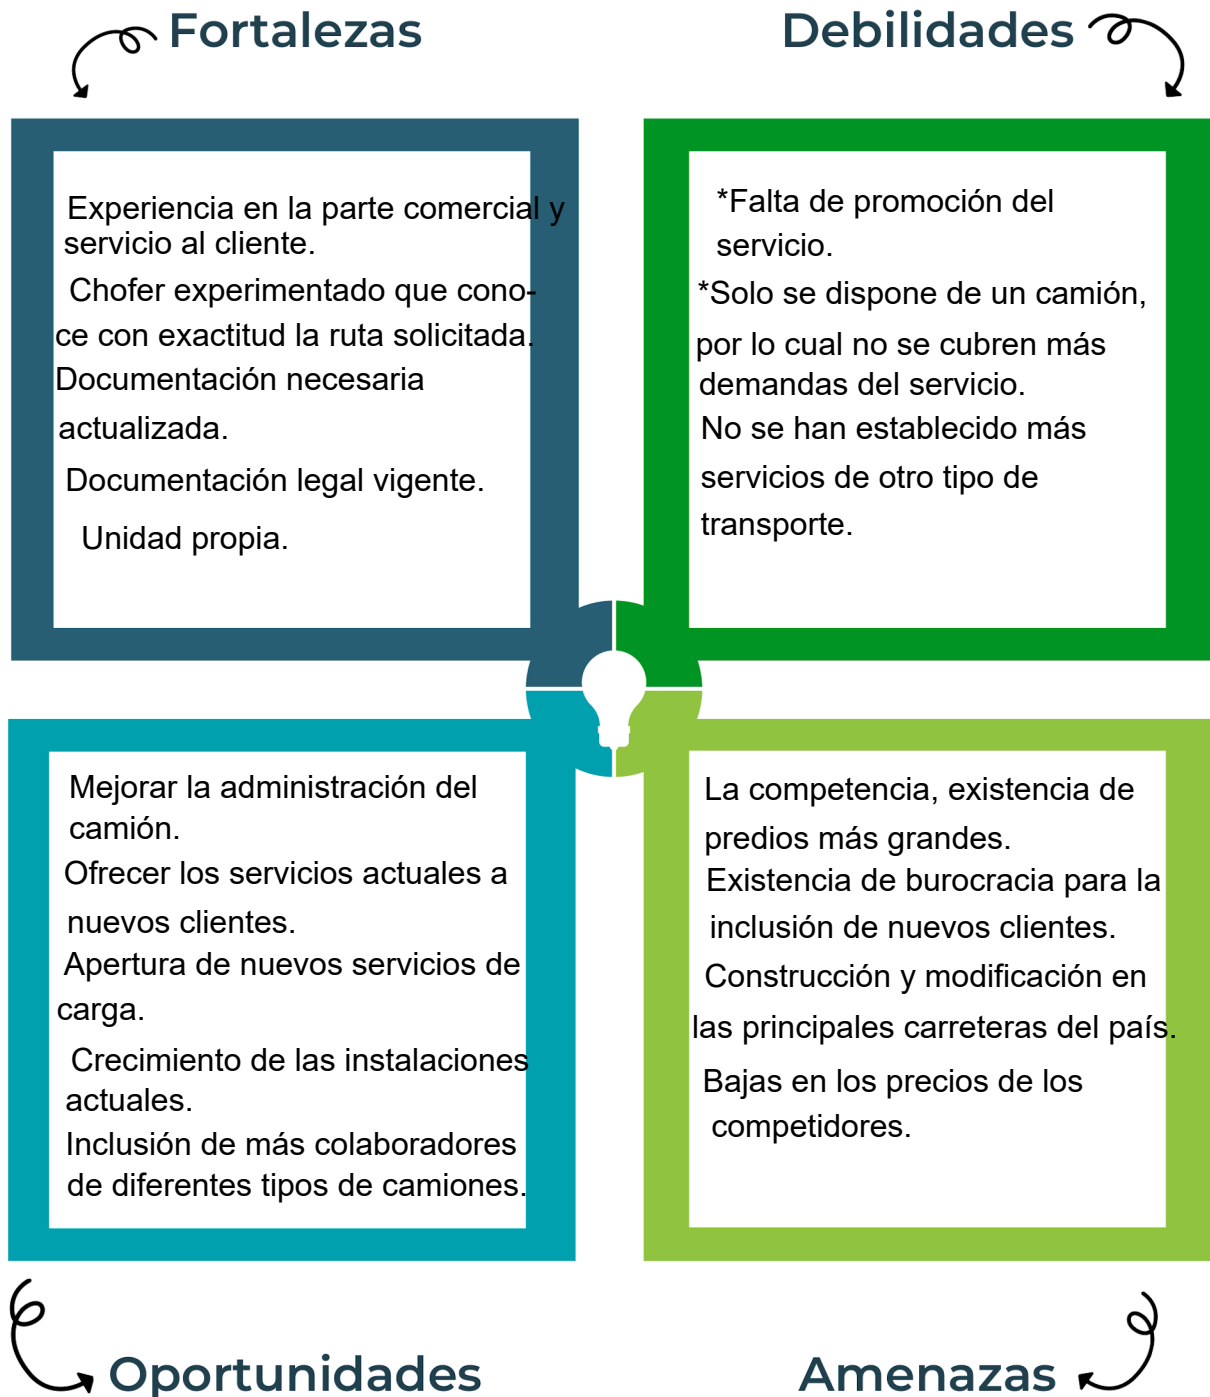 Fortalezas
Experiencia en la parte comercial y
servicio al cliente.
Chofer experimentado que cono-
ce con exactitud la ruta solicitada.
Documentación necesaria
actualizada.
Documentación legal vigente.
Unidad propia.
Debilidades
*Falta de promoción del
servicio.
*Solo se dispone de un camión,
por lo cual no se cubren más
demandas del servicio.
No se han establecido más
servicios de otro tipo de
transporte.
Mejorar la administración del
camión.
Ofrecer los servicios actuales a
nuevos clientes.
Apertura de nuevos servicios de
carga.
Crecimiento de las instalaciones
actuales.
Inclusión de más colaboradores
de diferentes tipos de camiones.
Oportunidades
La competencia, existencia de
predios más grandes.
Existencia de burocracia para la
inclusión de nuevos clientes.
Construcción y modificación en
las principales carreteras del país.
Bajas en los precios de los
competidores.
Amenazas